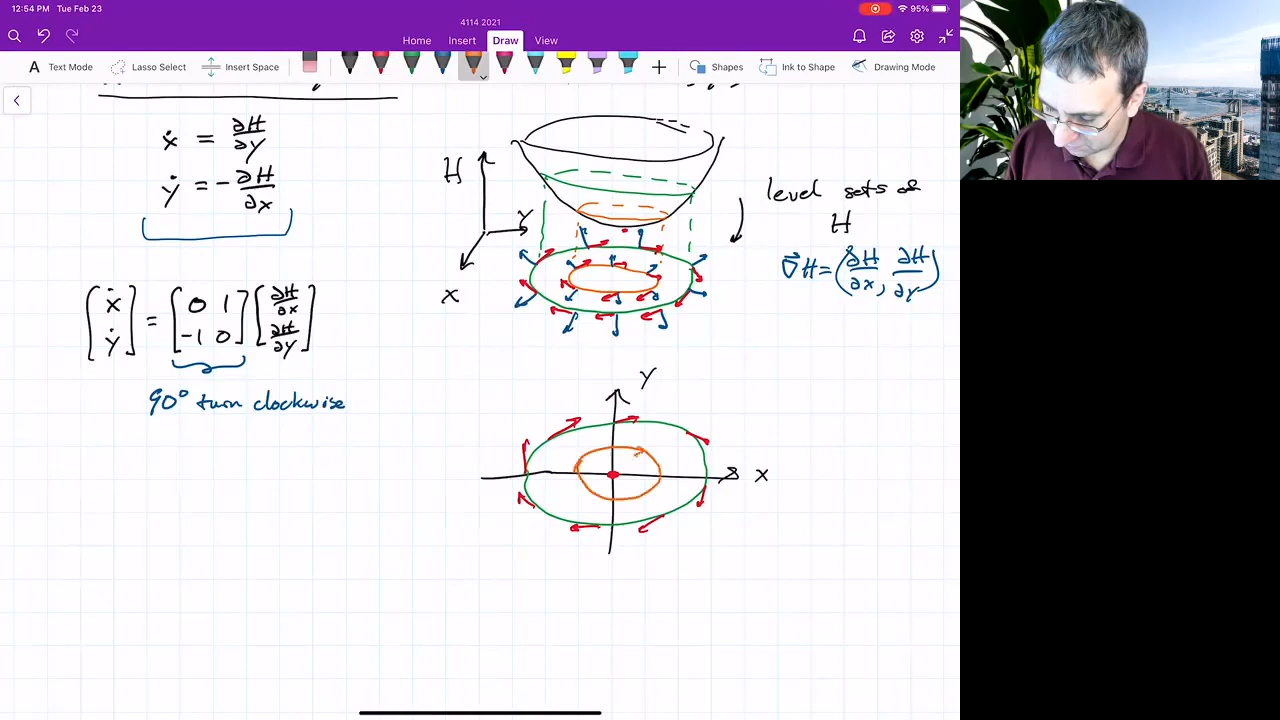 12:54 PM Tue Feb 23
95%
4114 2021
Home Insert Draw View
Text Mode Lasso Select Insert Space Shapes Ink to Shape Drawing Mode
ẋ = ∂H/∂y
ẏ = -∂H/∂x
H
y
x
level sets of
H
∇⃗H = (∂H/∂x, ∂H/∂y)
[ẋ ẏ] = [0 1 -1 0] [∂H/∂x ∂H/∂y]
90° turn clockwise
y
x